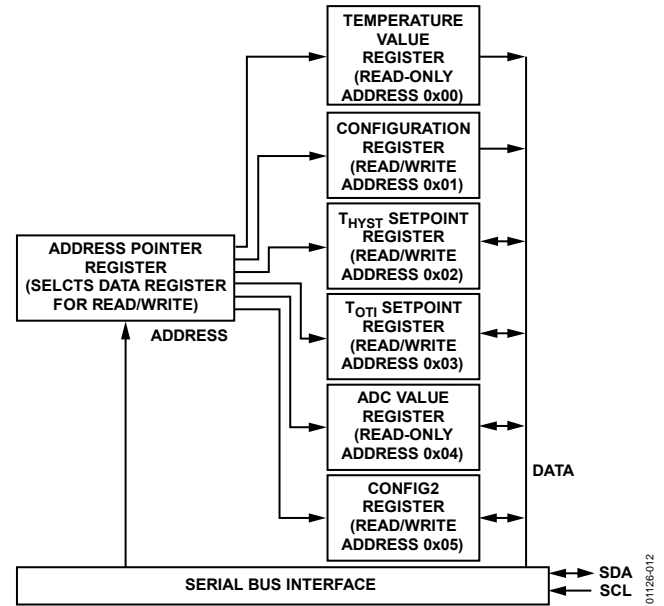 TEMPERATURE
VALUE
REGISTER
(READ-ONLY
ADDRESS 0x00)
CONFIGURATION
REGISTER
(READ/WRITE
ADDRESS 0x01)
THYST SETPOINT
REGISTER
(READ/WRITE
ADDRESS 0x02)
ADDRESS POINTER
REGISTER
(SELCTS DATA REGISTER
FOR READ/WRITE)
ADDRESS
TOTI SETPOINT
REGISTER
(READ/WRITE
ADDRESS 0x03)
ADC VALUE
REGISTER
(READ-ONLY
ADDRESS 0x04)
DATA
CONFIG2
REGISTER
(READ/WRITE
ADDRESS 0x05)
SERIAL BUS INTERFACE
SDA
SCL
01126-012